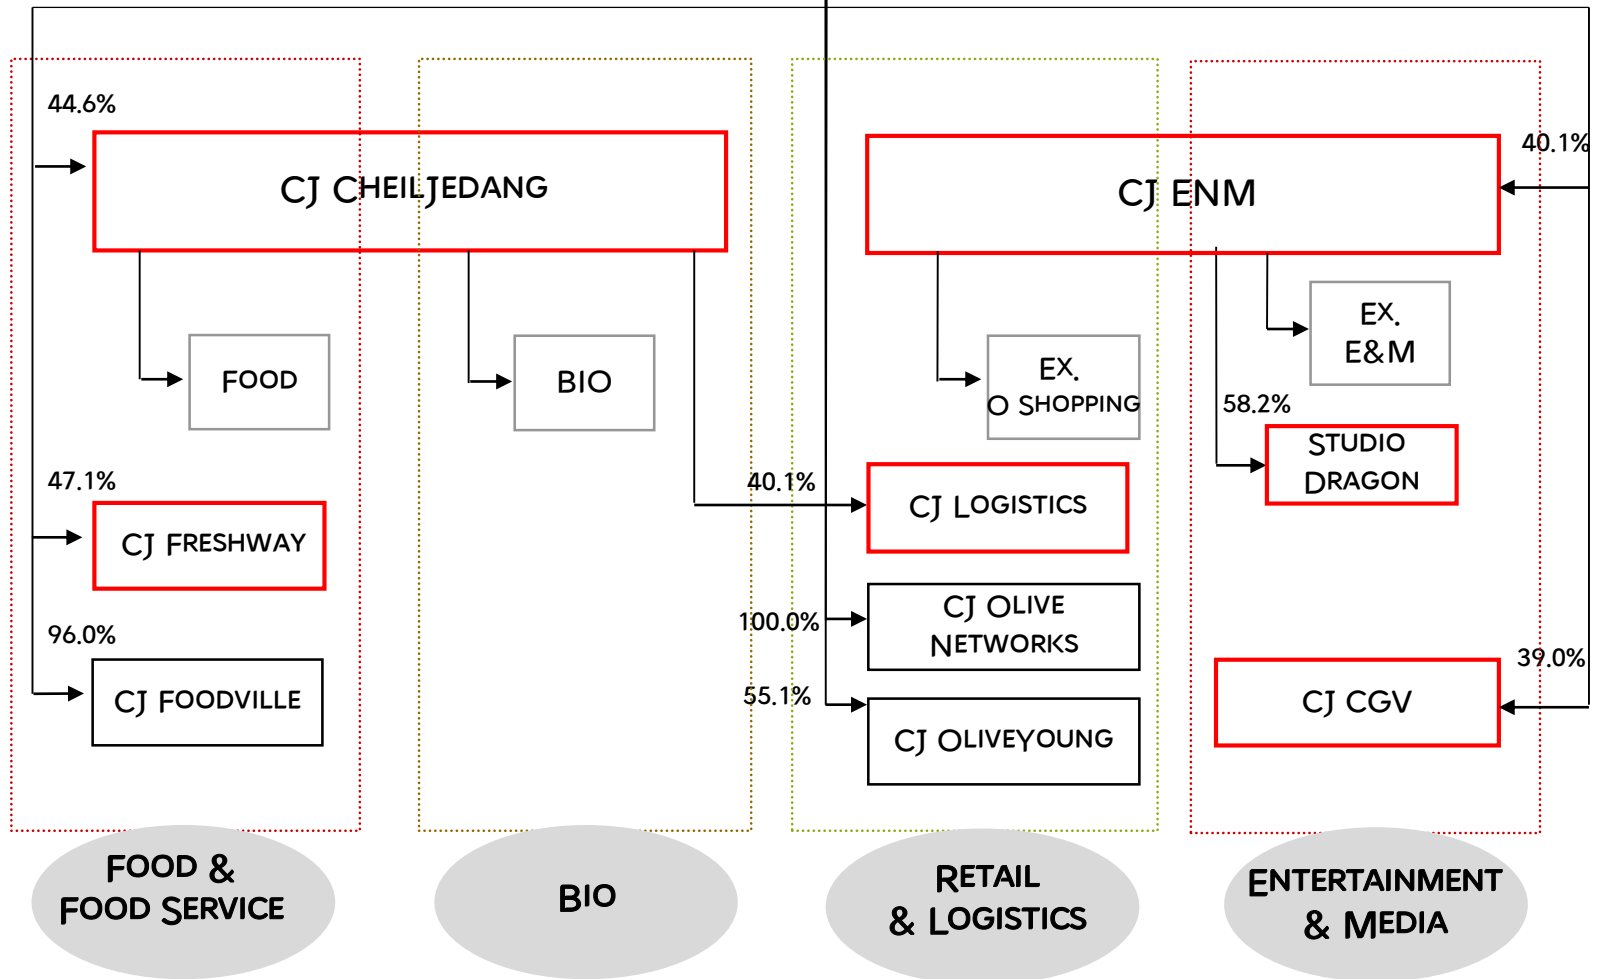 44.6%
CJ CHEILJEDANG
FOOD
BIO
47.1%
CJ FRESHWAY
96.0%
CJ FOODVILLE
40.1%
CJ ENM
EX.
O SHOPPING
EX.
E&M
58.2%
STUDIO
DRAGON
40.1%
CJ LOGISTICS
100.0%
CJ OLIVE
NETWORKS
55.1%
CJ OLIVEYOUNG
39.0%
CJ CGV
FOOD &
FOOD SERVICE
BIO
RETAIL
& LOGISTICS
ENTERTAINMENT
& MEDIA